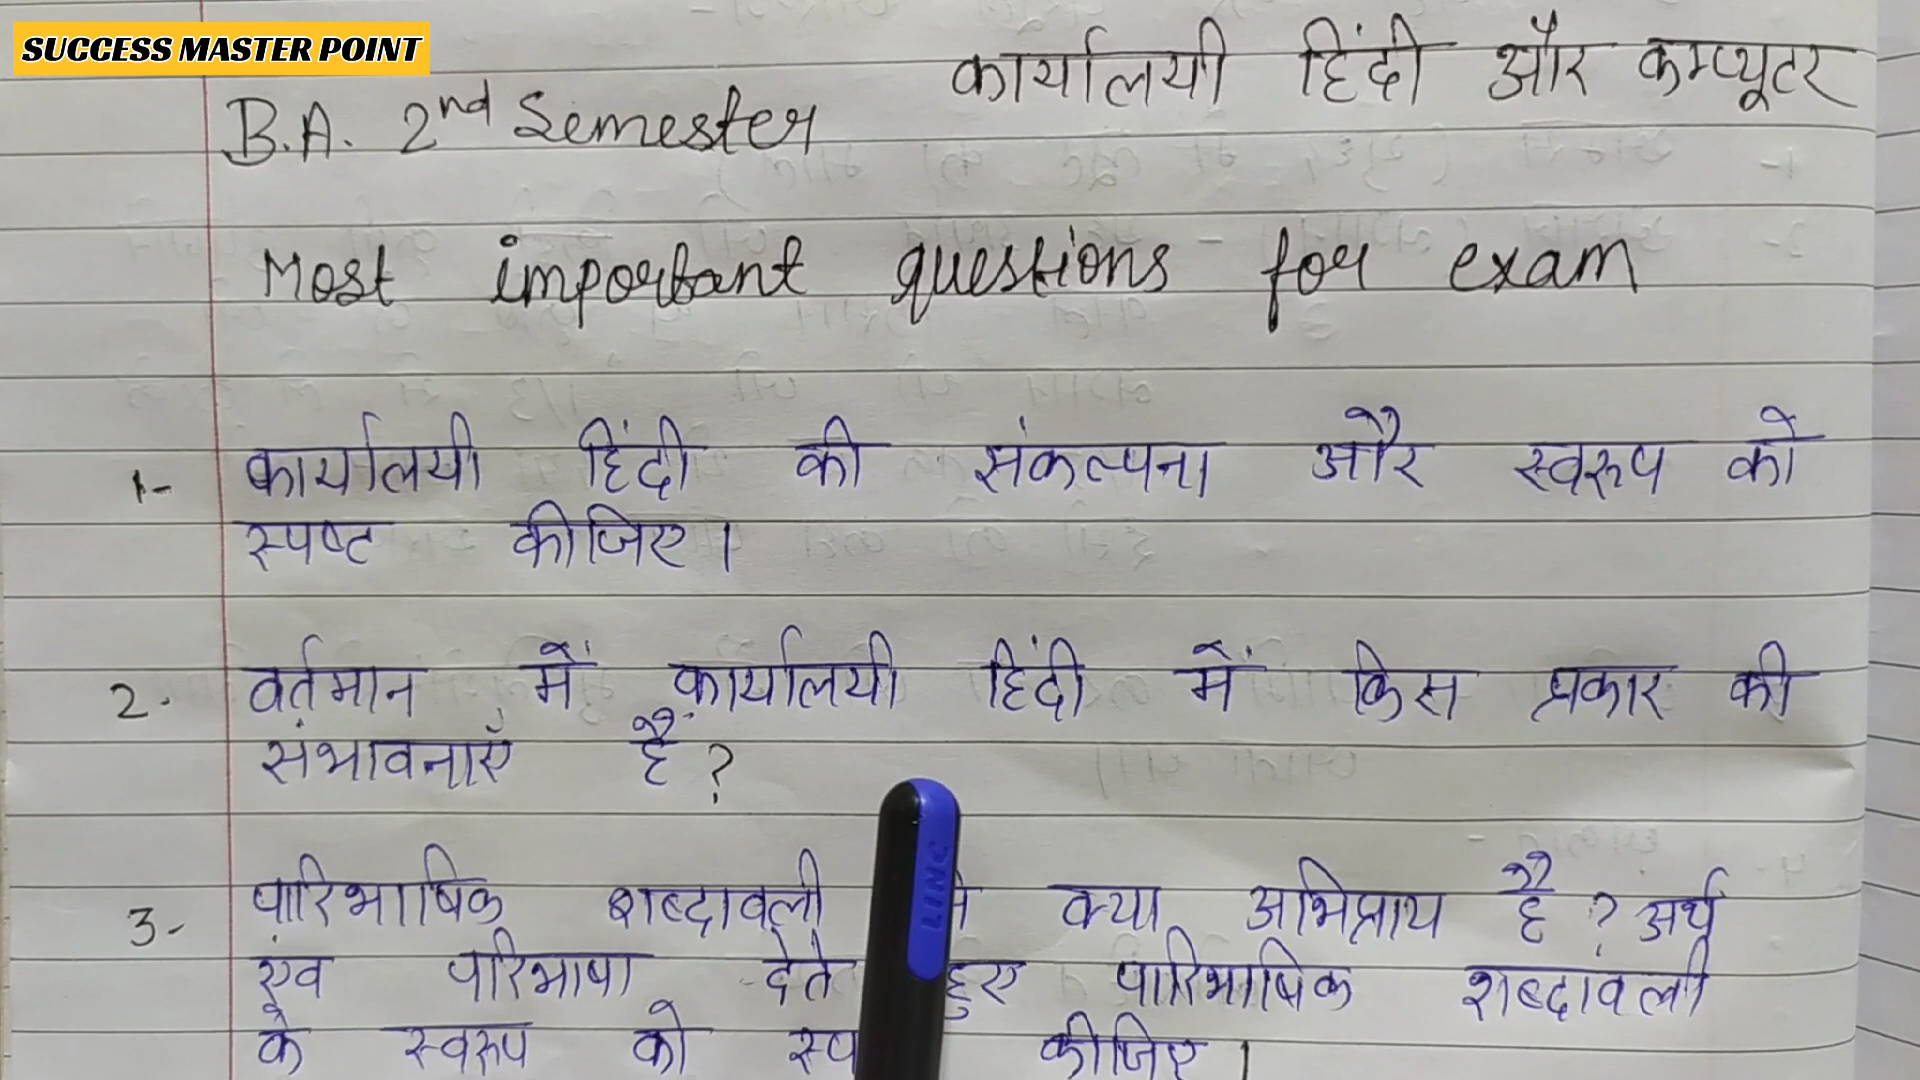 SUCCESS MASTER POINT
कार्यालयी हिंदी और कम्प्यूटर
B.A. 2nd Semester
Most important questions for exam
1- कार्यालयी हिंदी की संकल्पना और स्वरूप को
स्पष्ट कीजिए।
2. वर्तमान में कार्यालयी हिंदी में किस प्रकार की
संभावनाएँ हैं?
3- पारिभाषिक शब्दावली क्या अभिप्राय है? अर्थ
एंव परिभाषा देते हुए पारिभाषिक शब्दावली
के स्वरूप को कीजिए।
LINC